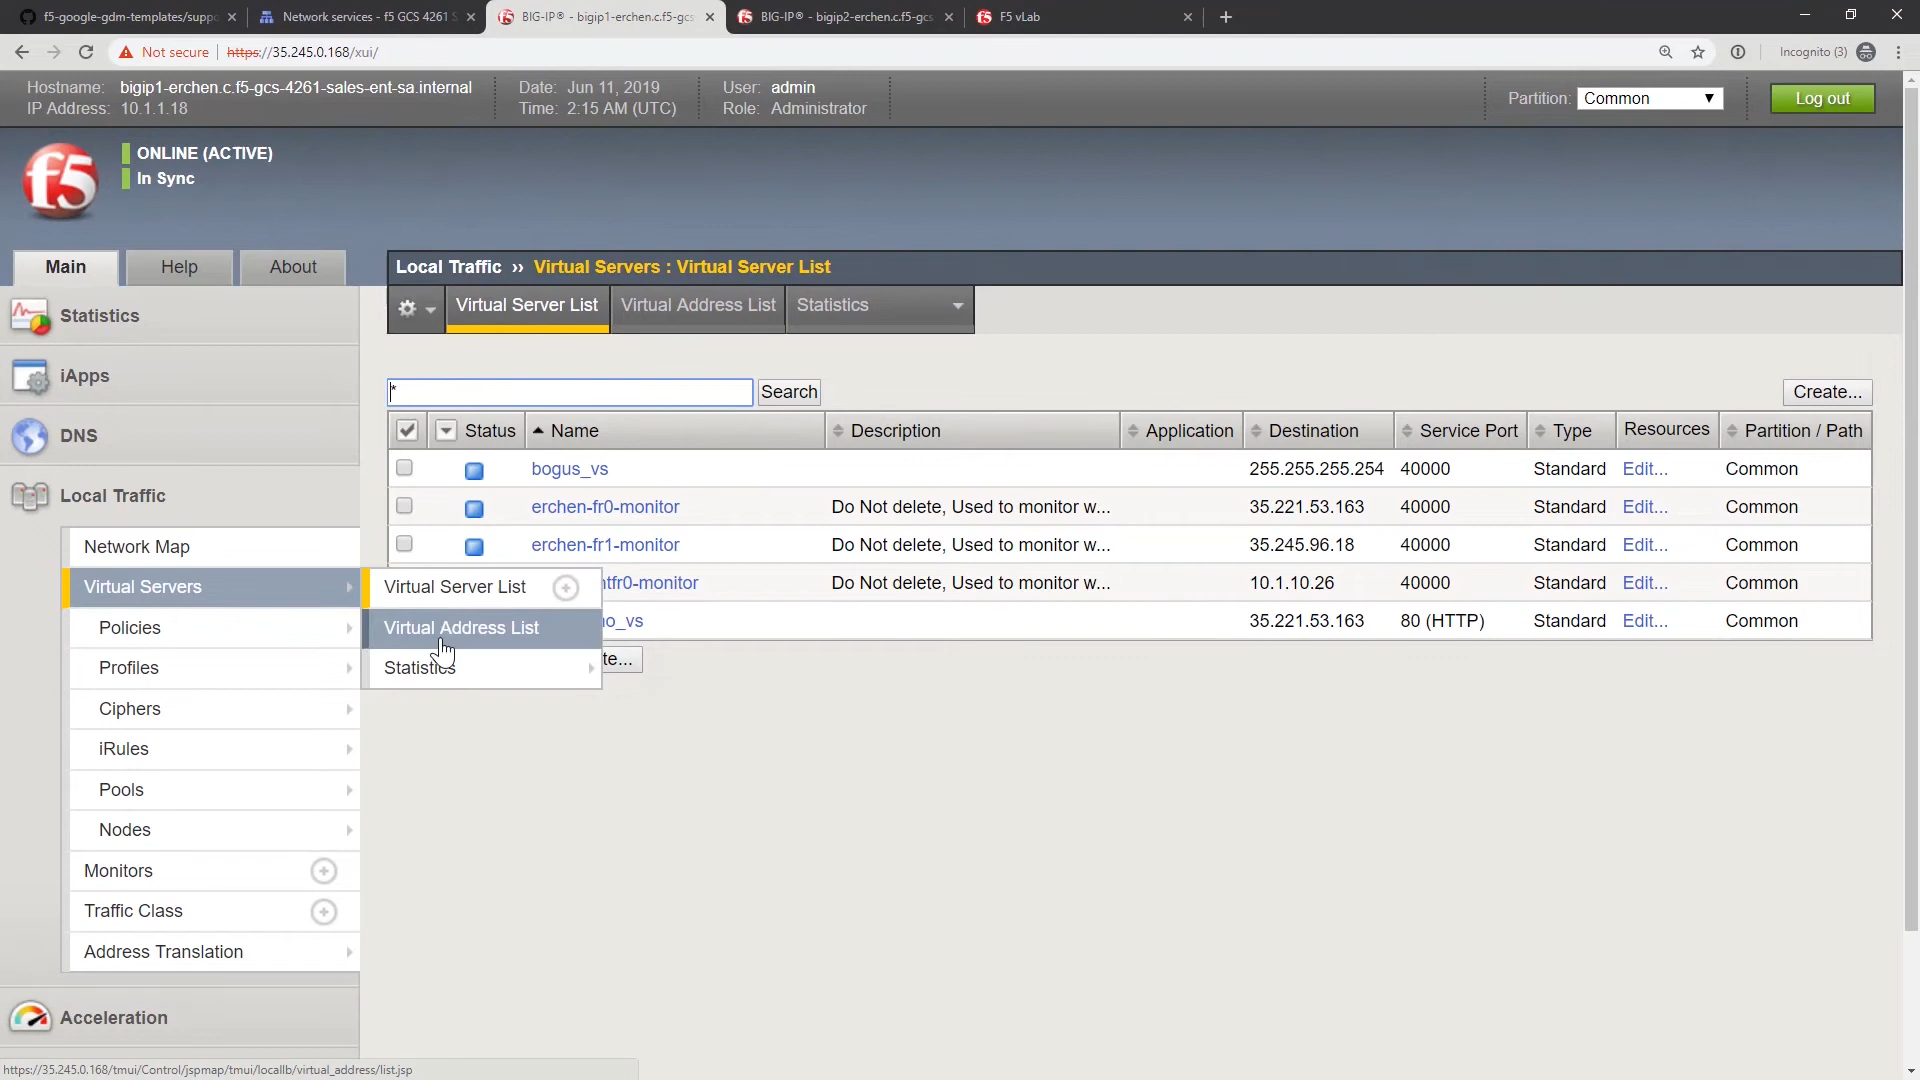 f5-google-gdm-templates/suppo
Network services - f5 GCS 4261 S
BIG-IP® - bigip1-erchen.c.f5-gcs
BIG-IP® - bigip2-erchen.c.f5-gcs
F5 vLab
Not secure
https://35.245.0.168/xui/
Incognito (3)
Hostname: bigip1-erchen.c.f5-gcs-4261-sales-ent-sa.internal
IP Address: 10.1.1.18
Date: Jun 11, 2019
Time: 2:15 AM (UTC)
User: admin
Role: Administrator
Partition: Common
Log out
f5
ONLINE (ACTIVE)
In Sync
Main
Help
About
Local Traffic ›› Virtual Servers : Virtual Server List
Virtual Server List
Virtual Address List
Statistics
Statistics
iApps
DNS
Local Traffic
Network Map
Virtual Servers
Policies
Profiles
Ciphers
iRules
Pools
Nodes
Monitors
Traffic Class
Address Translation
Acceleration
Virtual Server List
Virtual Address List
Statistics
*
Search
Create...
Status Name Description Application Destination Service Port Type Resources Partition / Path
bogus_vs 255.255.255.254 40000 Standard Edit... Common
erchen-fr0-monitor Do Not delete, Used to monitor w... 35.221.53.163 40000 Standard Edit... Common
erchen-fr1-monitor Do Not delete, Used to monitor w... 35.245.96.18 40000 Standard Edit... Common
ntfr0-monitor Do Not delete, Used to monitor w... 10.1.10.26 40000 Standard Edit... Common
o_vs 35.221.53.163 80 (HTTP) Standard Edit... Common
te...
https://35.245.0.168/tmui/Control/jspmap/tmui/locallb/virtual_address/list.jsp